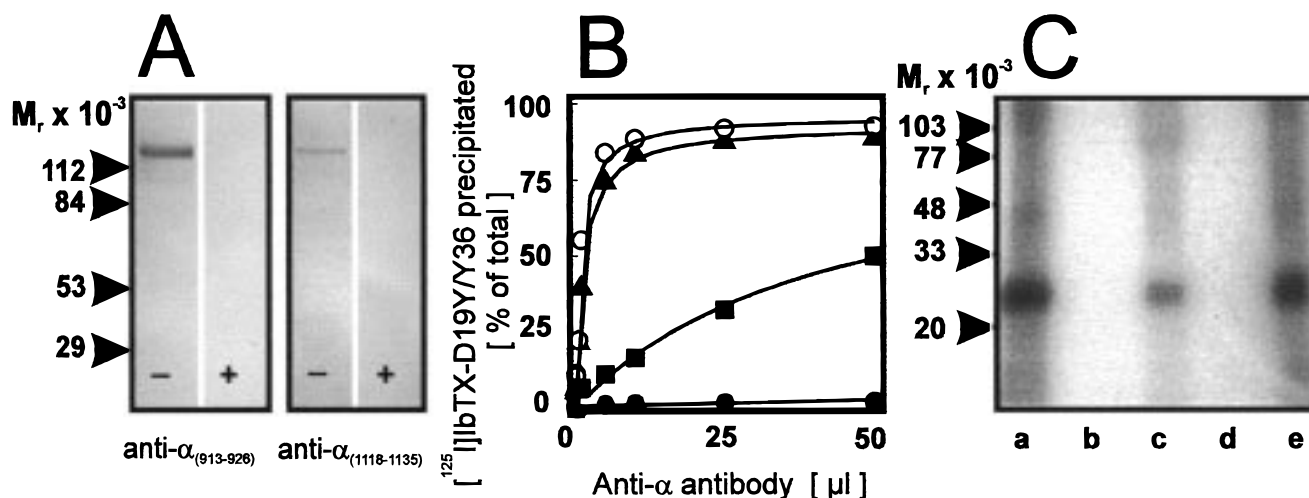 A
Mr x 10-3
112
84
53
29
− +
− +
anti-α(913-926)
anti-α(1118-1135)
B
[125I]IbTX-D19Y/Y36 precipitated
[ % of total ]
100
75
50
25
0
0 25 50
Anti-α antibody [ µl ]
C
Mr x 10-3
103
77
48
33
20
a b c d e